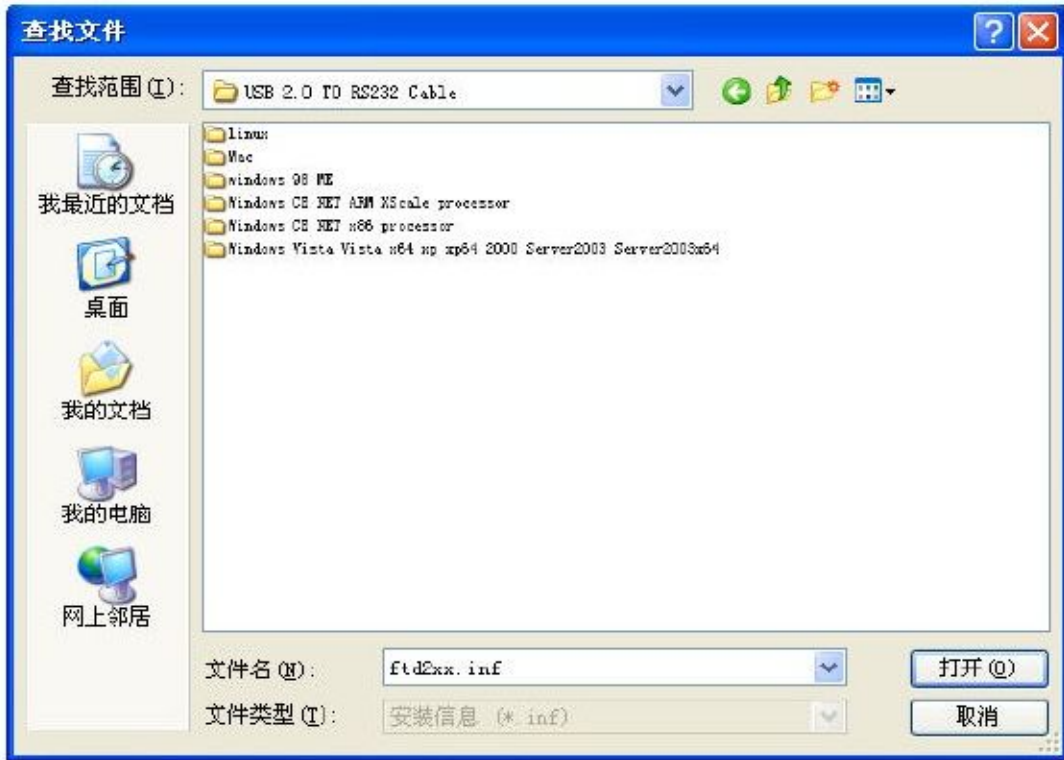 查找文件
查找范围(I):
USB 2.0 TO RS232 Cable
linux
Mac
windows 98 ME
Windows CE NET ARM XScale processor
Windows CE NET x86 processor
Windows Vista Vista x64 xp xp64 2000 Server2003 Server2003x64
我最近的文档
桌面
我的文档
我的电脑
网上邻居
文件名(N):
ftd2xx.inf
打开(O)
文件类型(T):
安装信息 (*.inf)
取消